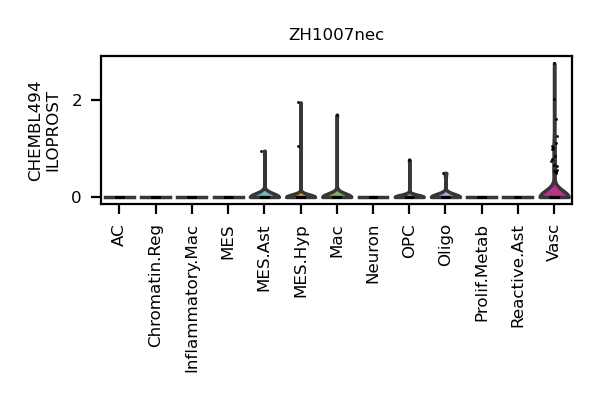 ZH1007nec
CHEMBL494
ILOPROST
2
0
AC
Chromatin.Reg
Inflammatory.Mac
MES
MES.Ast
MES.Hyp
Mac
Neuron
OPC
Oligo
Prolif.Metab
Reactive.Ast
Vasc